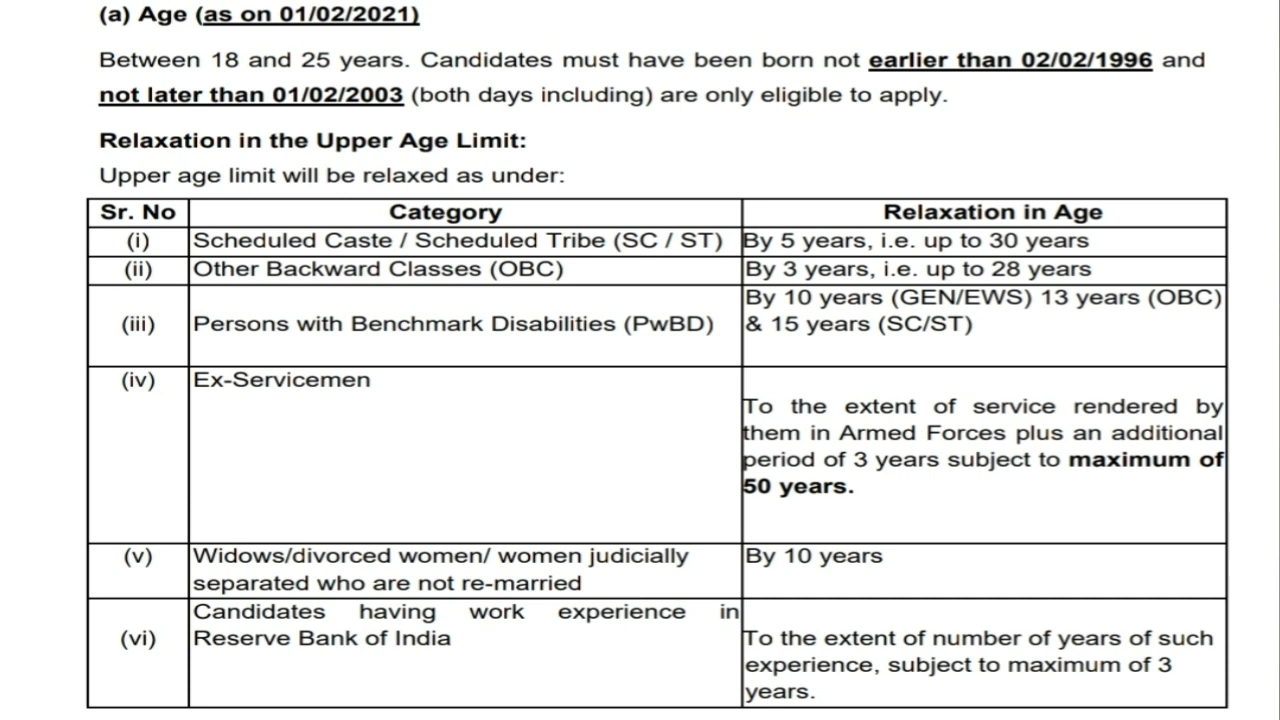 (a) Age (as on 01/02/2021)
Between 18 and 25 years. Candidates must have been born not earlier than 02/02/1996 and
not later than 01/02/2003 (both days including) are only eligible to apply.
Relaxation in the Upper Age Limit:
Upper age limit will be relaxed as under:
Sr. No Category Relaxation in Age
(i) Scheduled Caste / Scheduled Tribe (SC / ST) By 5 years, i.e. up to 30 years
(ii) Other Backward Classes (OBC) By 3 years, i.e. up to 28 years
(iii) Persons with Benchmark Disabilities (PwBD) By 10 years (GEN/EWS) 13 years (OBC)
& 15 years (SC/ST)
(iv) Ex-Servicemen
To the extent of service rendered by
them in Armed Forces plus an additional
period of 3 years subject to maximum of
50 years.
(v) Widows/divorced women/ women judicially By 10 years
separated who are not re-married
Candidates having work experience in
(vi) Reserve Bank of India To the extent of number of years of such
experience, subject to maximum of 3
years.